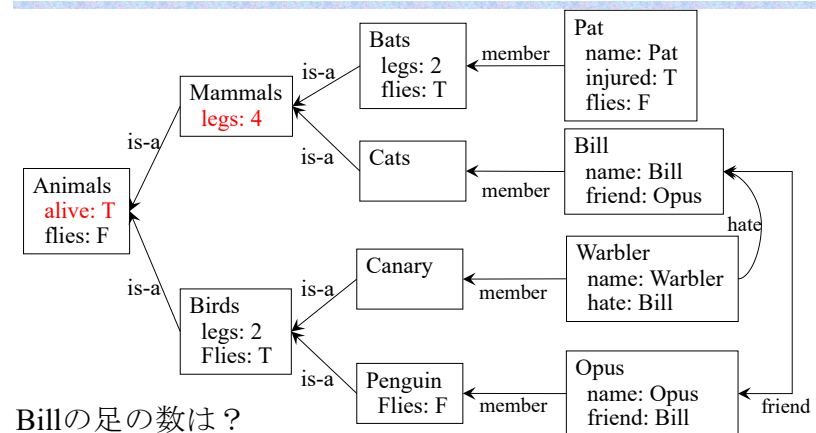 Bats
legs: 2
flies: T
member
Pat
name: Pat
injured: T
flies: F
is-a
Mammals
legs: 4
is-a
Cats
member
Bill
name: Bill
friend: Opus
is-a
Animals
alive: T
flies: F
hate
is-a
Canary
member
Warbler
name: Warbler
hate: Bill
is-a
Birds
legs: 2
Flies: T
is-a
Penguin
Flies: F
member
Opus
name: Opus
friend: Bill
friend
Billの足の数は？